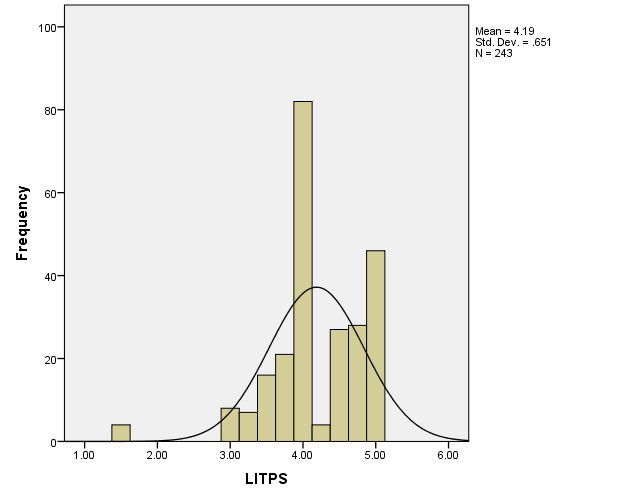 Mean = 4.19
Std. Dev. = .651
N = 243
100
80
60
40
20
0
Frequency
1.00 2.00 3.00 4.00 5.00 6.00
LITPS